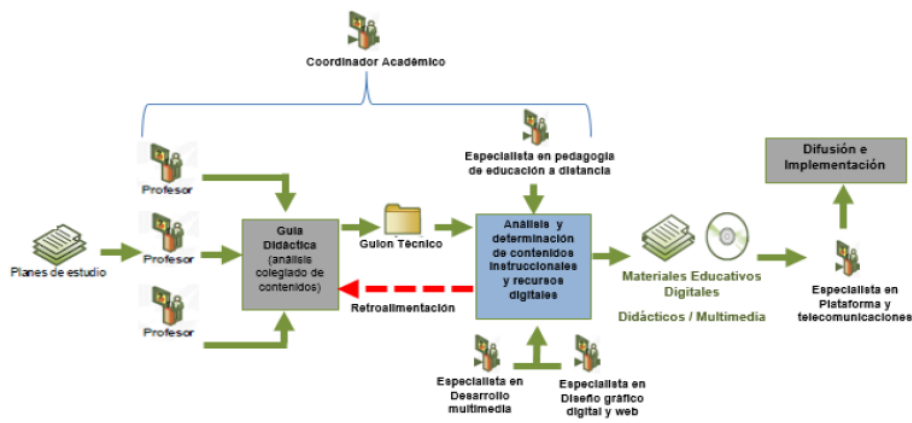 Coordinador Académico
Profesor
Profesor
Profesor
Planes de estudio
Guia
Didáctica
(análisis
colegiado de
contenidos)
Guion Técnico
Retroalimentación
Especialista en pedagogia
de educación a distancia
Análisis y
determinación
de contenidos
instruccionales
y recursos
digitales
Especialista en
Desarrollo
multimedia
Especialista en
Diseño gráfico
digital y web
Materiales Educativos
Digitales
Didácticos / Multimedia
Difusión e
Implementación
Especialista en
Plataforma y
telecomunicaciones